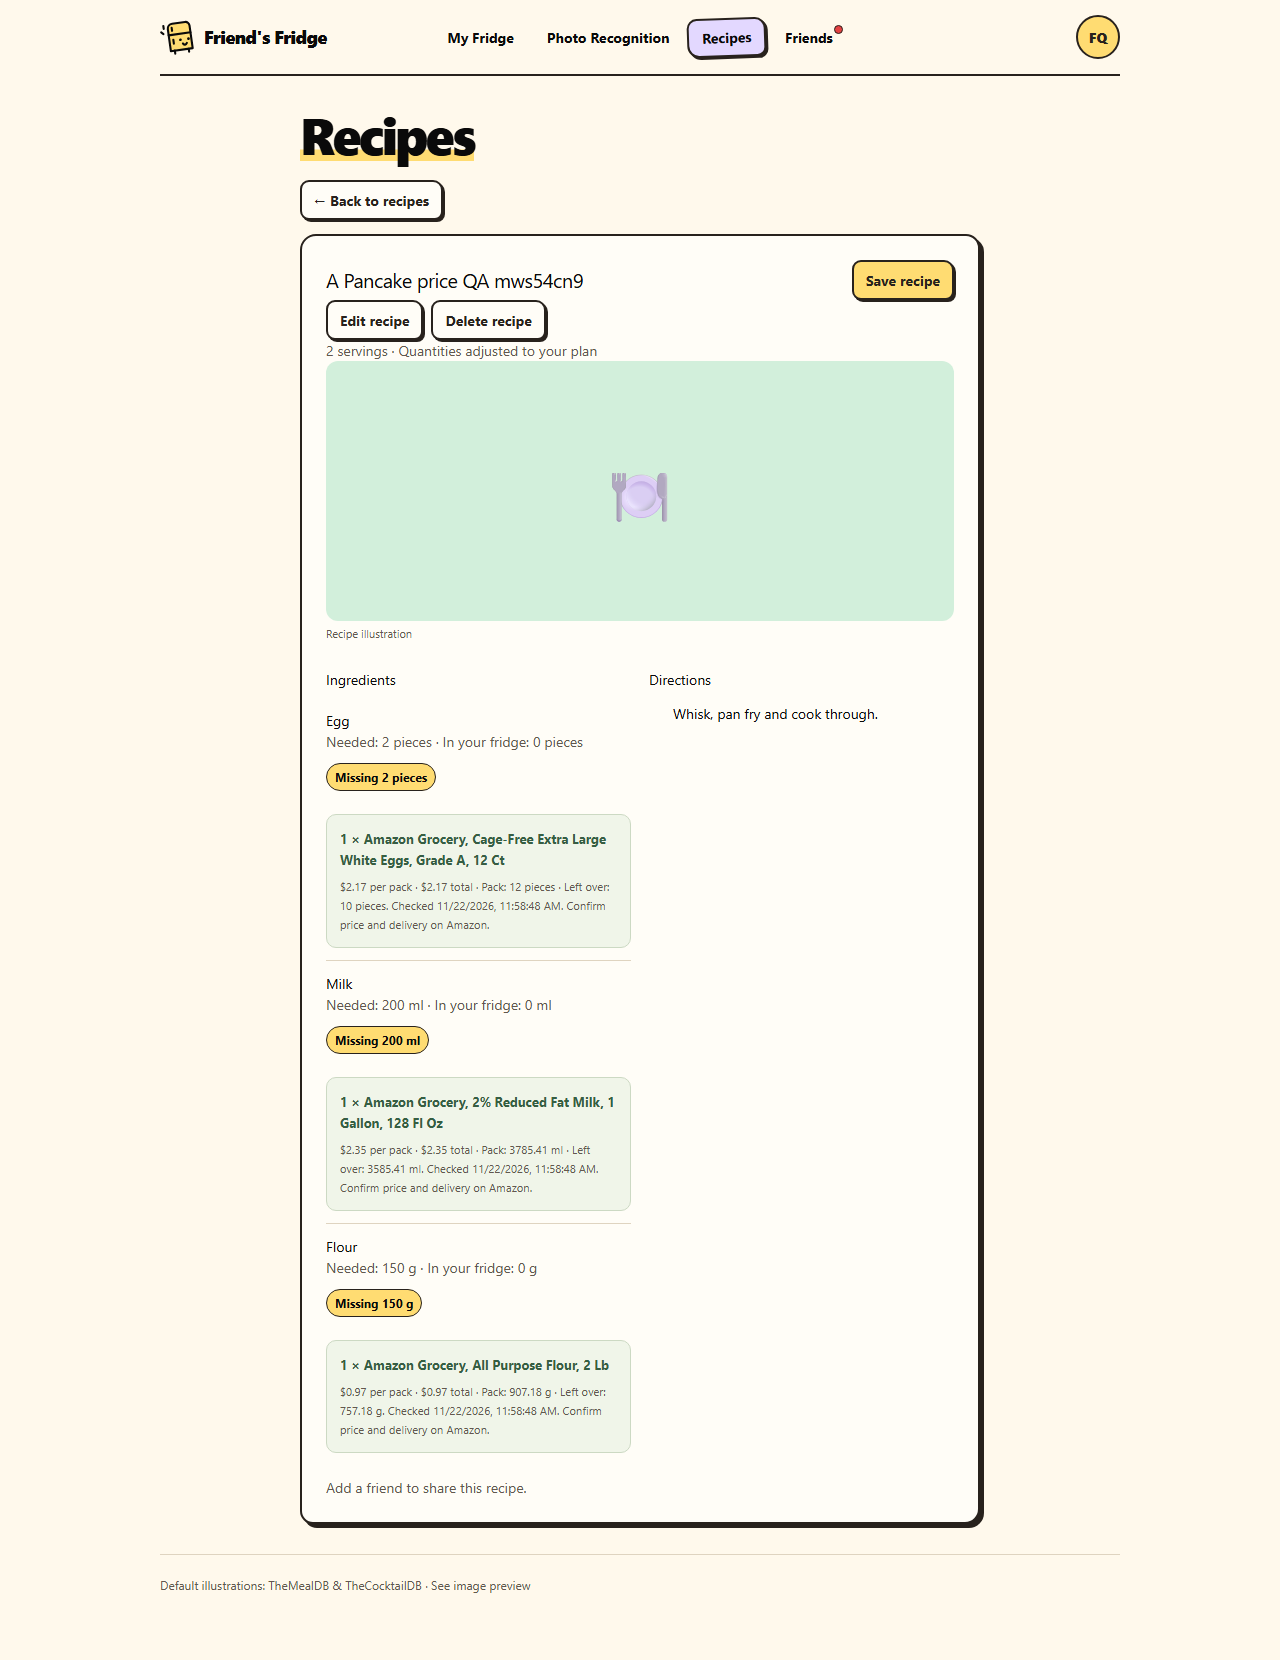 Friend's Fridge
My Fridge
Photo Recognition
Recipes
Friends
FQ
Recipes
← Back to recipes
A Pancake price QA mws54cn9
Save recipe
Edit recipe
Delete recipe
2 servings · Quantities adjusted to your plan
Recipe illustration
Ingredients
Egg
Needed: 2 pieces · In your fridge: 0 pieces
Missing 2 pieces
1 × Amazon Grocery, Cage-Free Extra Large
White Eggs, Grade A, 12 Ct
$2.17 per pack · $2.17 total · Pack: 12 pieces · Left over:
10 pieces. Checked 11/22/2026, 11:58:48 AM. Confirm
price and delivery on Amazon.
Milk
Needed: 200 ml · In your fridge: 0 ml
Missing 200 ml
1 × Amazon Grocery, 2% Reduced Fat Milk, 1
Gallon, 128 Fl Oz
$2.35 per pack · $2.35 total · Pack: 3785.41 ml · Left
over: 3585.41 ml. Checked 11/22/2026, 11:58:48 AM.
Confirm price and delivery on Amazon.
Flour
Needed: 150 g · In your fridge: 0 g
Missing 150 g
1 × Amazon Grocery, All Purpose Flour, 2 Lb
$0.97 per pack · $0.97 total · Pack: 907.18 g · Left over:
757.18 g. Checked 11/22/2026, 11:58:48 AM. Confirm
price and delivery on Amazon.
Directions
Whisk, pan fry and cook through.
Add a friend to share this recipe.
Default illustrations: TheMealDB & TheCocktailDB · See image preview